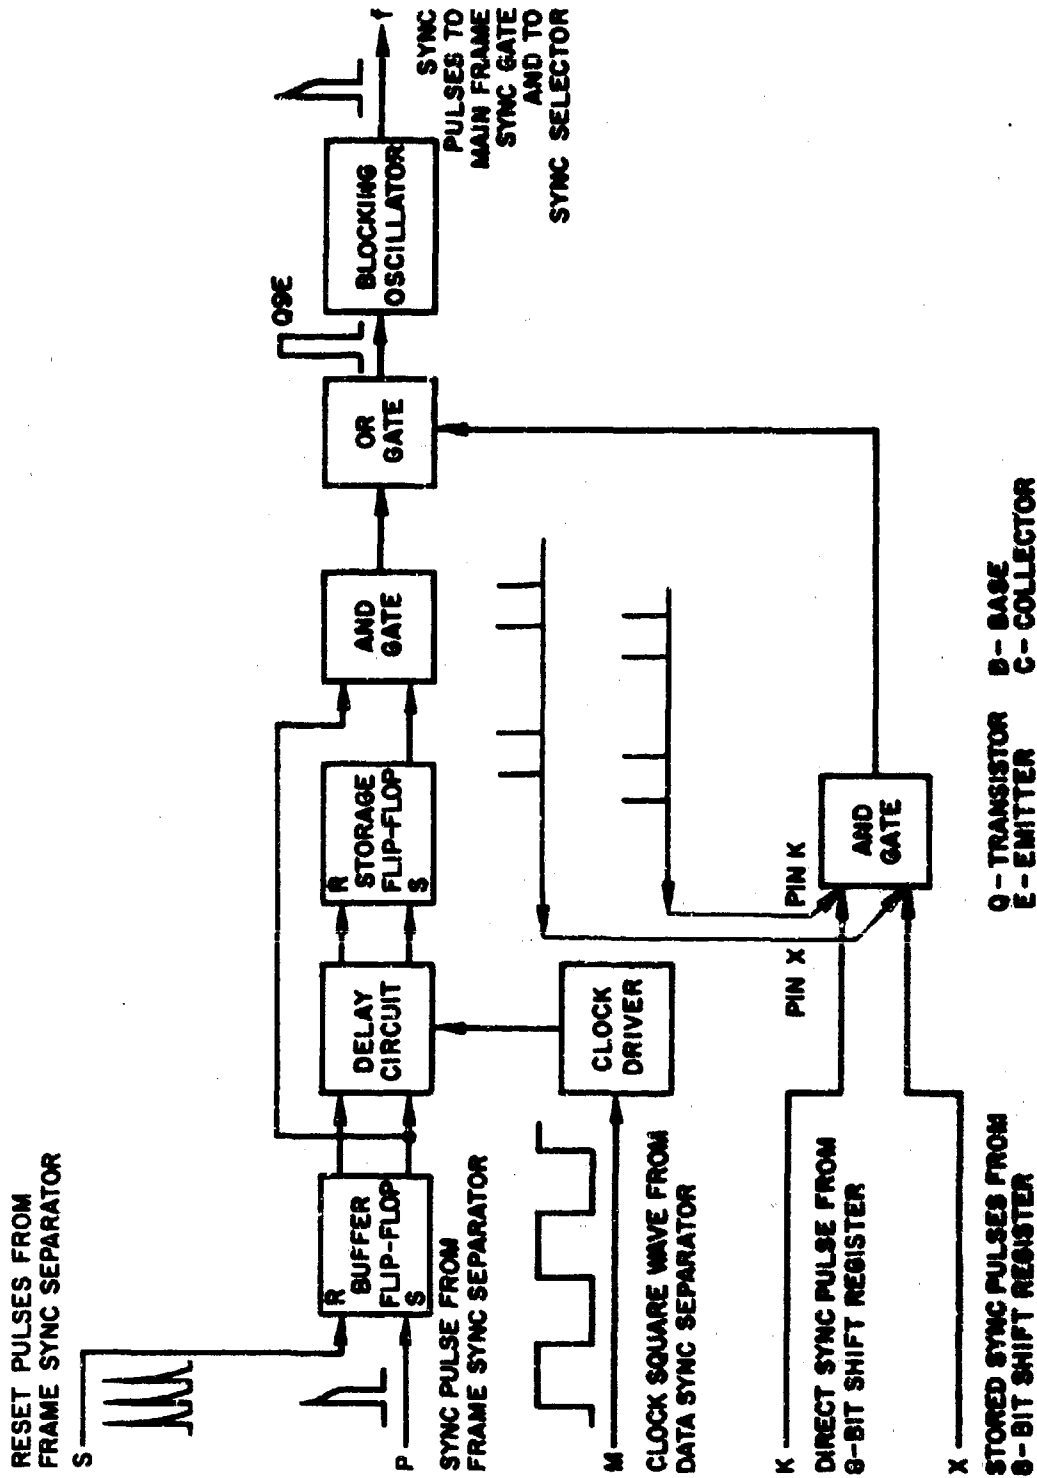 RESET PULSES FROM
FRAME SYNC SEPARATOR
S
P
SYNC PULSE FROM
FRAME SYNC SEPARATOR
R
BUFFER
FLIP-FLOP
S
DELAY
CIRCUIT
R
STORAGE
FLIP-FLOP
S
AND
GATE
OR
GATE
Q9E
BLOCKING
OSCILLATOR
f
SYNC
PULSES TO
MAIN FRAME
SYNC GATE
AND TO
SYNC SELECTOR
M
CLOCK SQUARE WAVE FROM
DATA SYNC SEPARATOR
CLOCK
DRIVER
K
DIRECT SYNC PULSE FROM
8-BIT SHIFT REGISTER
X
STORED SYNC PULSES FROM
8-BIT SHIFT REGISTER
PIN X
PIN K
AND
GATE
Q-TRANSISTOR B-BASE
E-EMITTER C-COLLECTOR